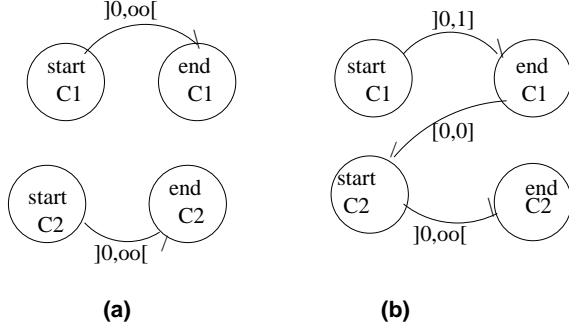 ]0,oo[
start
C1
end
C1
start
C2
end
C2
]0,oo[
(a)
]0,1]
start
C1
end
C1
[0,0]
start
C2
end
C2
]0,oo[
(b)